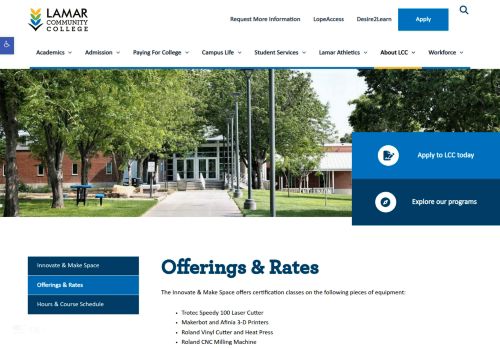 LAMAR
COMMUNITY
COLLEGE
Request More Information LopeAccess Desire2Learn Apply
Academics Admission Paying For College Campus Life Student Services Lamar Athletics About LCC Workforce
Apply to LCC today
Explore our programs
Innovate & Make Space
Offerings & Rates
Hours & Course Schedule
Offerings & Rates
The Innovate & Make Space offers certification classes on the following pieces of equipment:
• Trotec Speedy 100 Laser Cutter
• Makerbot and Afinia 3-D Printers
• Roland Vinyl Cutter and Heat Press
• Roland CNC Milling Machine